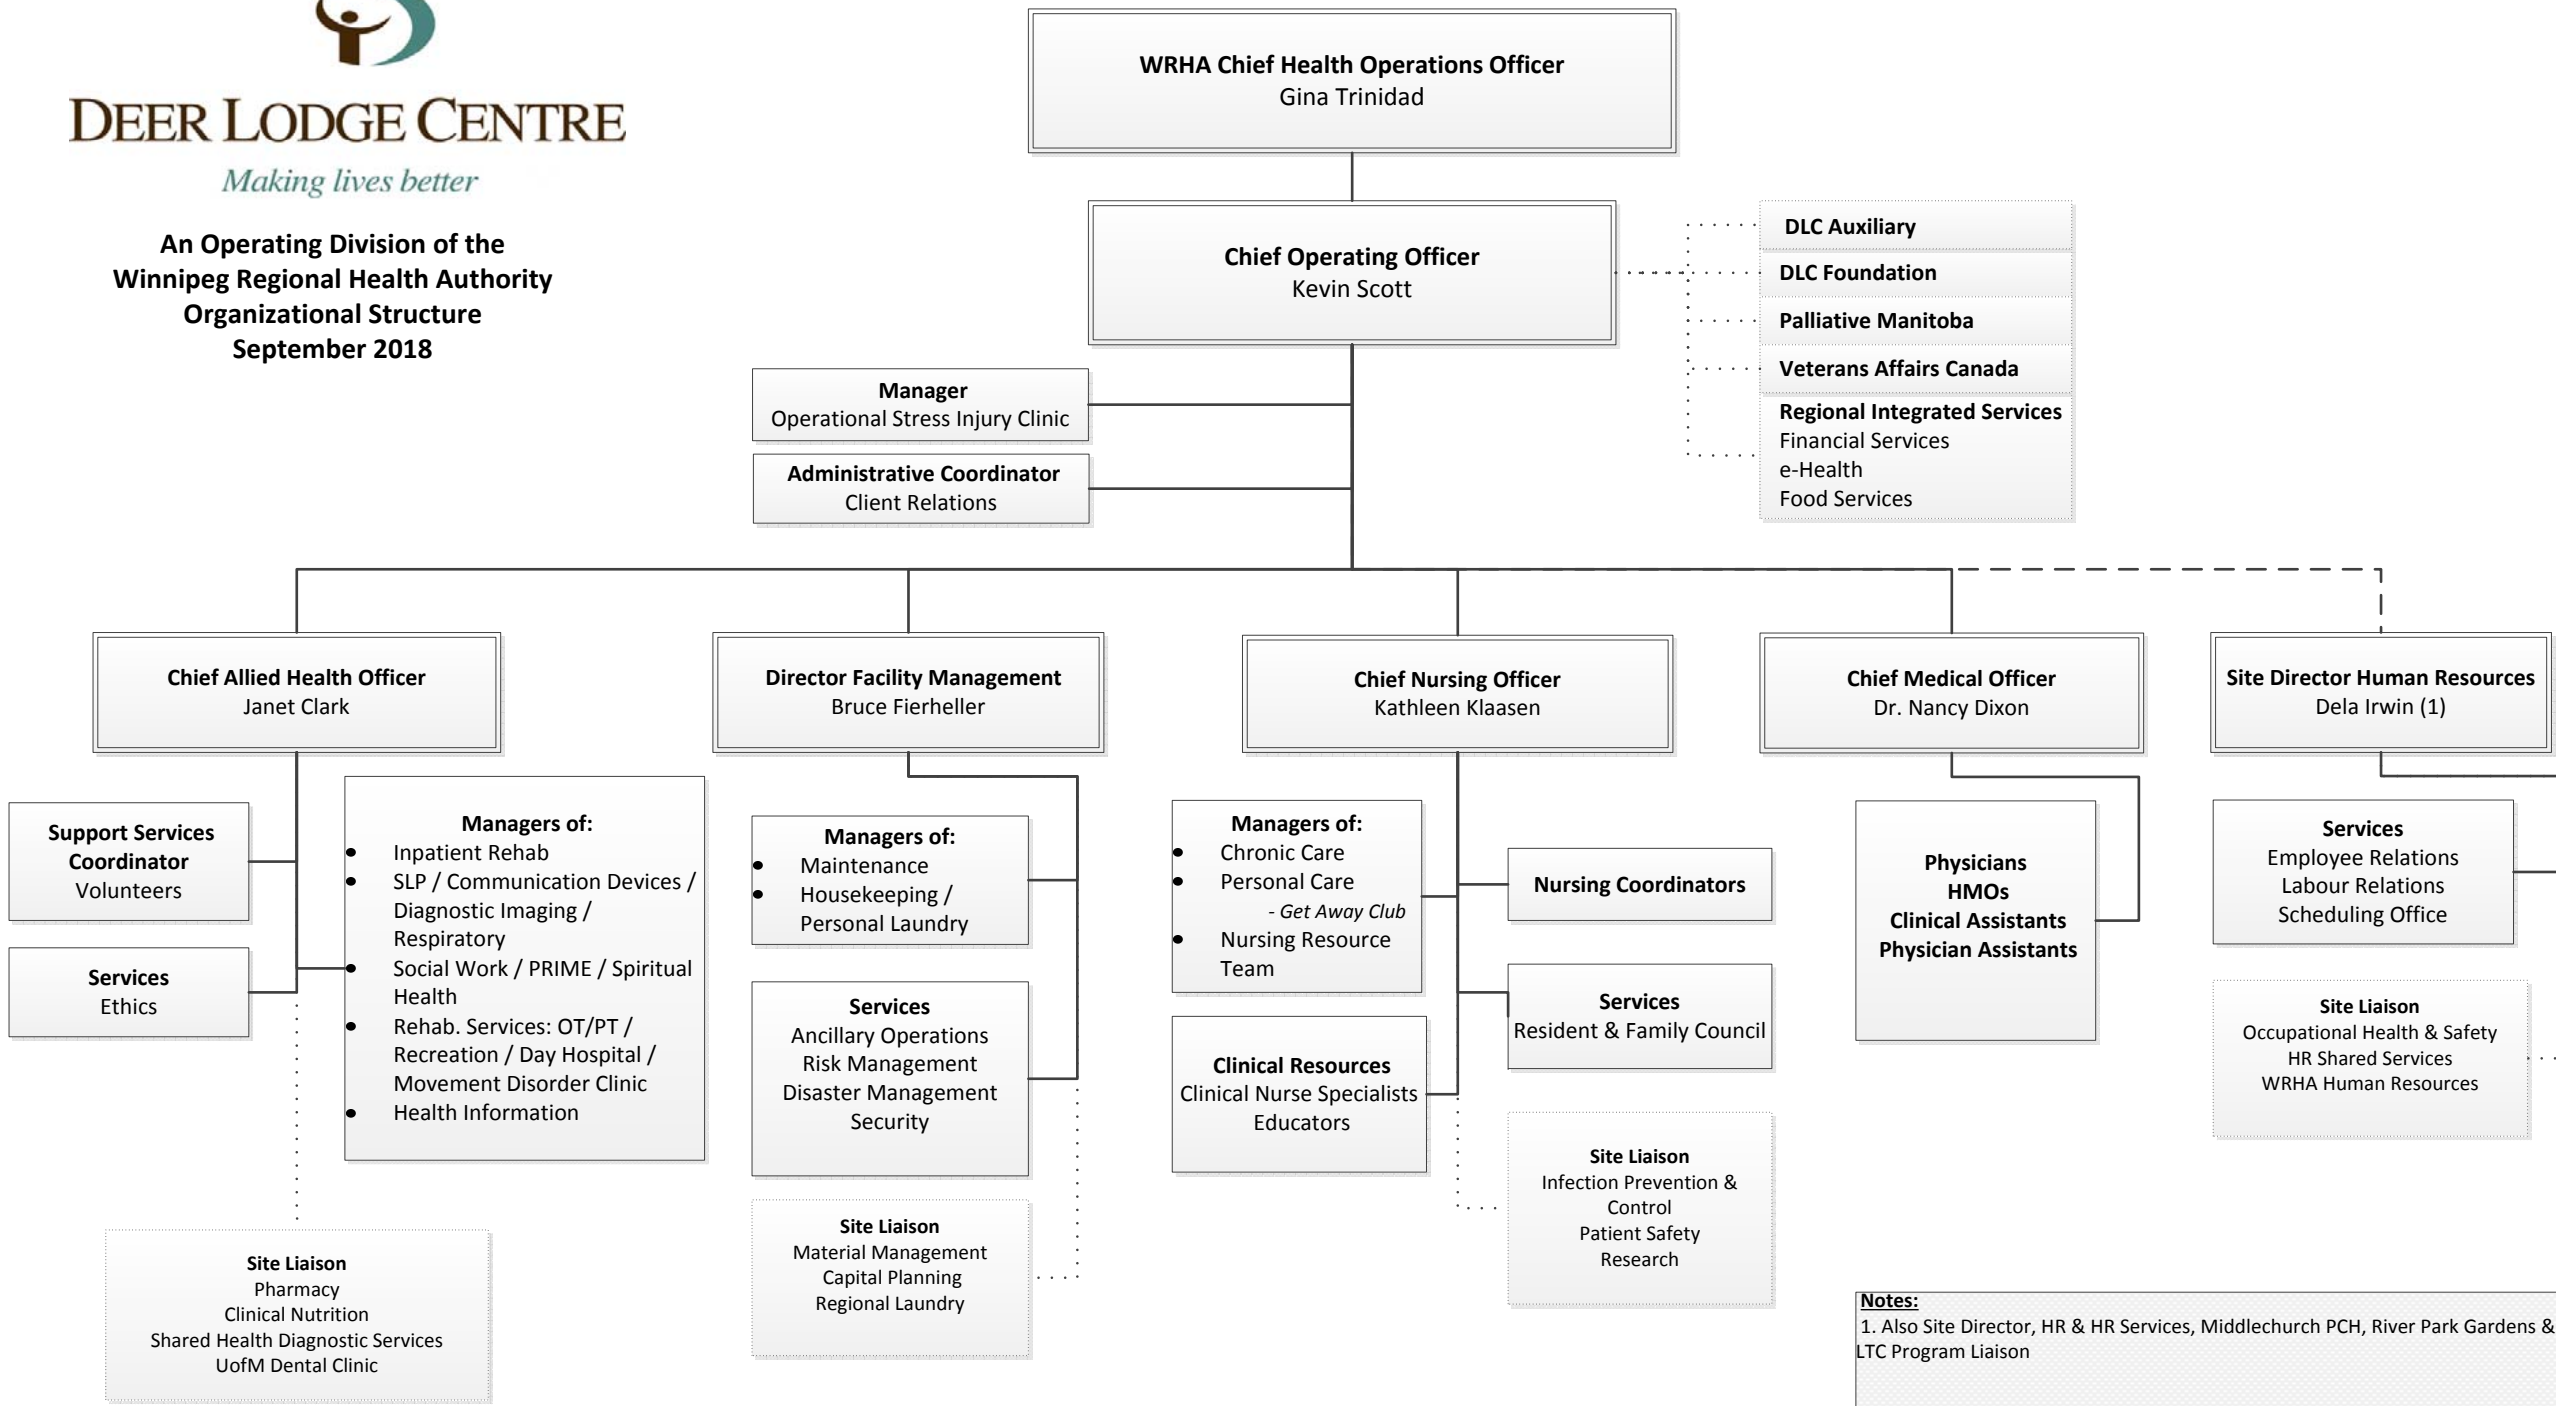 DEER LODGE CENTRE
Making lives better
An Operating Division of the
Winnipeg Regional Health Authority
Organizational Structure
September 2018
WRHA Chief Health Operations Officer
Gina Trinidad
Chief Operating Officer
Kevin Scott
DLC Auxiliary
DLC Foundation
Palliative Manitoba
Veterans Affairs Canada
Regional Integrated Services
Financial Services
e-Health
Food Services
Manager
Operational Stress Injury Clinic
Administrative Coordinator
Client Relations
Chief Allied Health Officer
Janet Clark
Director Facility Management
Bruce Fierheller
Chief Nursing Officer
Kathleen Klaasen
Chief Medical Officer
Dr. Nancy Dixon
Site Director Human Resources
Dela Irwin (1)
Support Services
Coordinator
Volunteers
Services
Ethics
Managers of:
• Inpatient Rehab
• SLP / Communication Devices /
Diagnostic Imaging /
Respiratory
• Social Work / PRIME / Spiritual
Health
• Rehab. Services: OT/PT /
Recreation / Day Hospital /
Movement Disorder Clinic
• Health Information
Site Liaison
Pharmacy
Clinical Nutrition
Shared Health Diagnostic Services
UofM Dental Clinic
Managers of:
• Maintenance
• Housekeeping /
Personal Laundry
Services
Ancillary Operations
Risk Management
Disaster Management
Security
Site Liaison
Material Management
Capital Planning
Regional Laundry
Managers of:
• Chronic Care
• Personal Care
- Get Away Club
• Nursing Resource
Team
Clinical Resources
Clinical Nurse Specialists
Educators
Nursing Coordinators
Services
Resident & Family Council
Site Liaison
Infection Prevention &
Control
Patient Safety
Research
Physicians
HMOs
Clinical Assistants
Physician Assistants
Services
Employee Relations
Labour Relations
Scheduling Office
Site Liaison
Occupational Health & Safety
HR Shared Services
WRHA Human Resources
Notes:
1. Also Site Director, HR & HR Services, Middlechurch PCH, River Park Gardens &
LTC Program Liaison